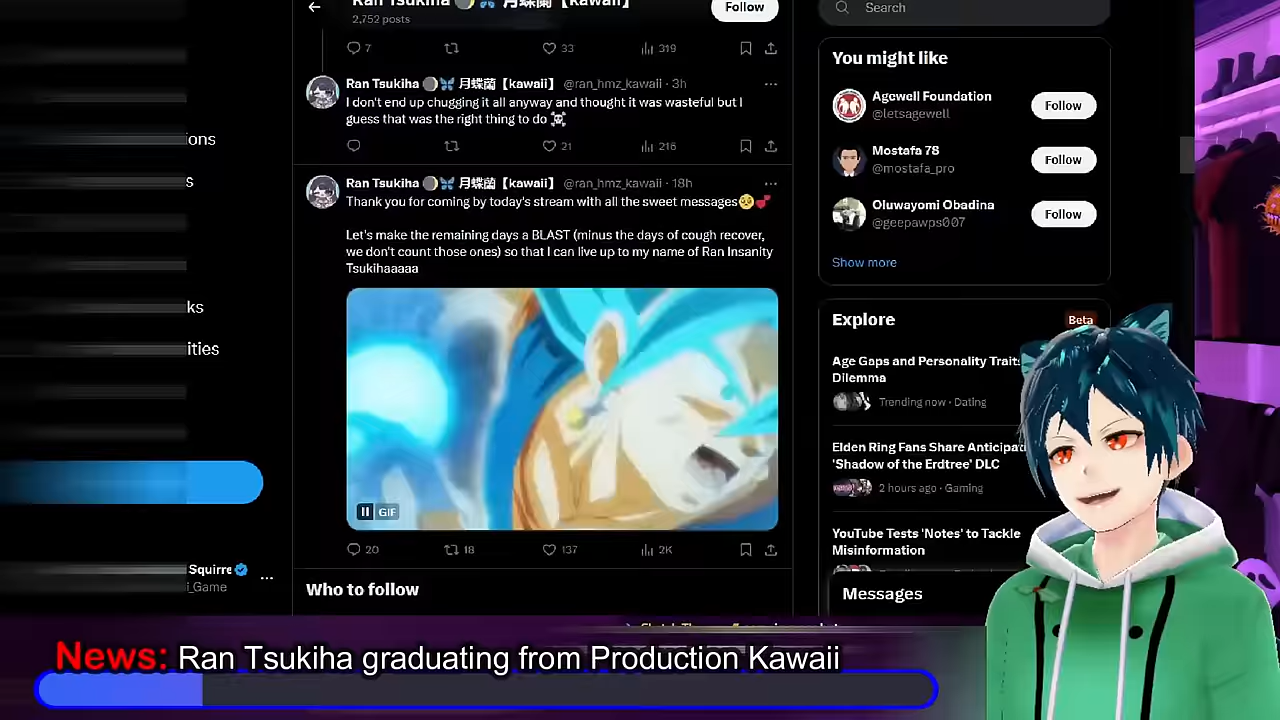 Ran Tsukiha 🌖🦋 月蝶蘭【kawaii】
2,752 posts
Follow
Search
7
33
319
Ran Tsukiha 🌖🦋 月蝶蘭【kawaii】 @ran_hmz_kawaii · 3h
I don't end up chugging it all anyway and thought it was wasteful but I
guess that was the right thing to do ☠️
21
216
Ran Tsukiha 🌖🦋 月蝶蘭【kawaii】 @ran_hmz_kawaii · 18h
Thank you for coming by today's stream with all the sweet messages🥺💕
Let's make the remaining days a BLAST (minus the days of cough recover,
we don't count those ones) so that I can live up to my name of Ran Insanity
Tsukihaaaaa
GIF
20
18
137
2K
Who to follow
ons
s
ks
ities
Squirre
i_Game
You might like
Agewell Foundation
@letsagewell
Follow
Mostafa 78
@mostafa_pro
Follow
Oluwayomi Obadina
@geepawps007
Follow
Show more
Explore
Beta
Age Gaps and Personality Traits
Dilemma
Trending now · Dating
Elden Ring Fans Share
'Shadow of the Erdtree' DLC
2 hours ago · Gaming
YouTube Tests 'Notes' to Tackle
Misinformation
Messages
News: Ran Tsukiha graduating from Production Kawaii